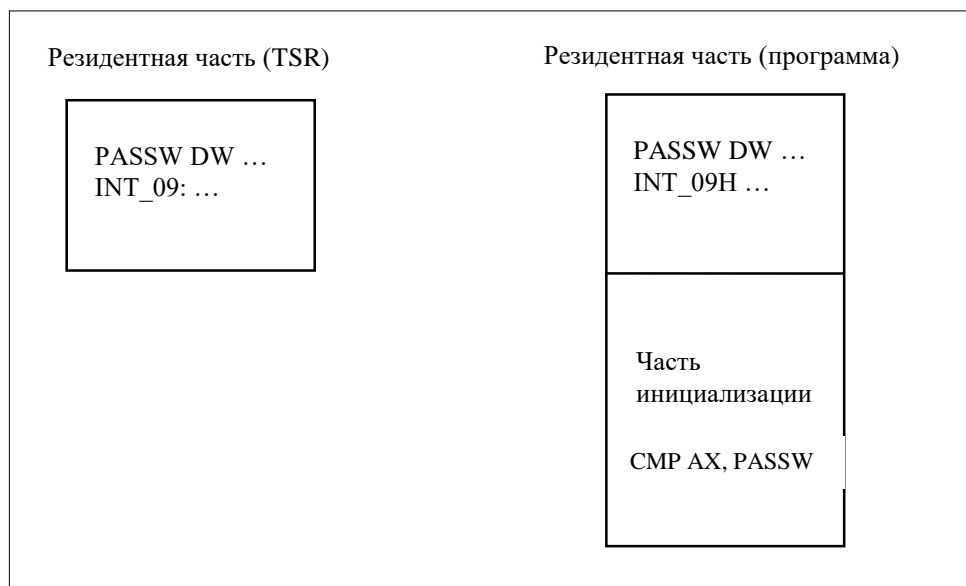 Резидентная часть (TSR)
Резидентная часть (программа)
PASSW DW …
INT_09: …
PASSW DW …
INT_09H …
Часть
инициализации
CMP AX, PASSW